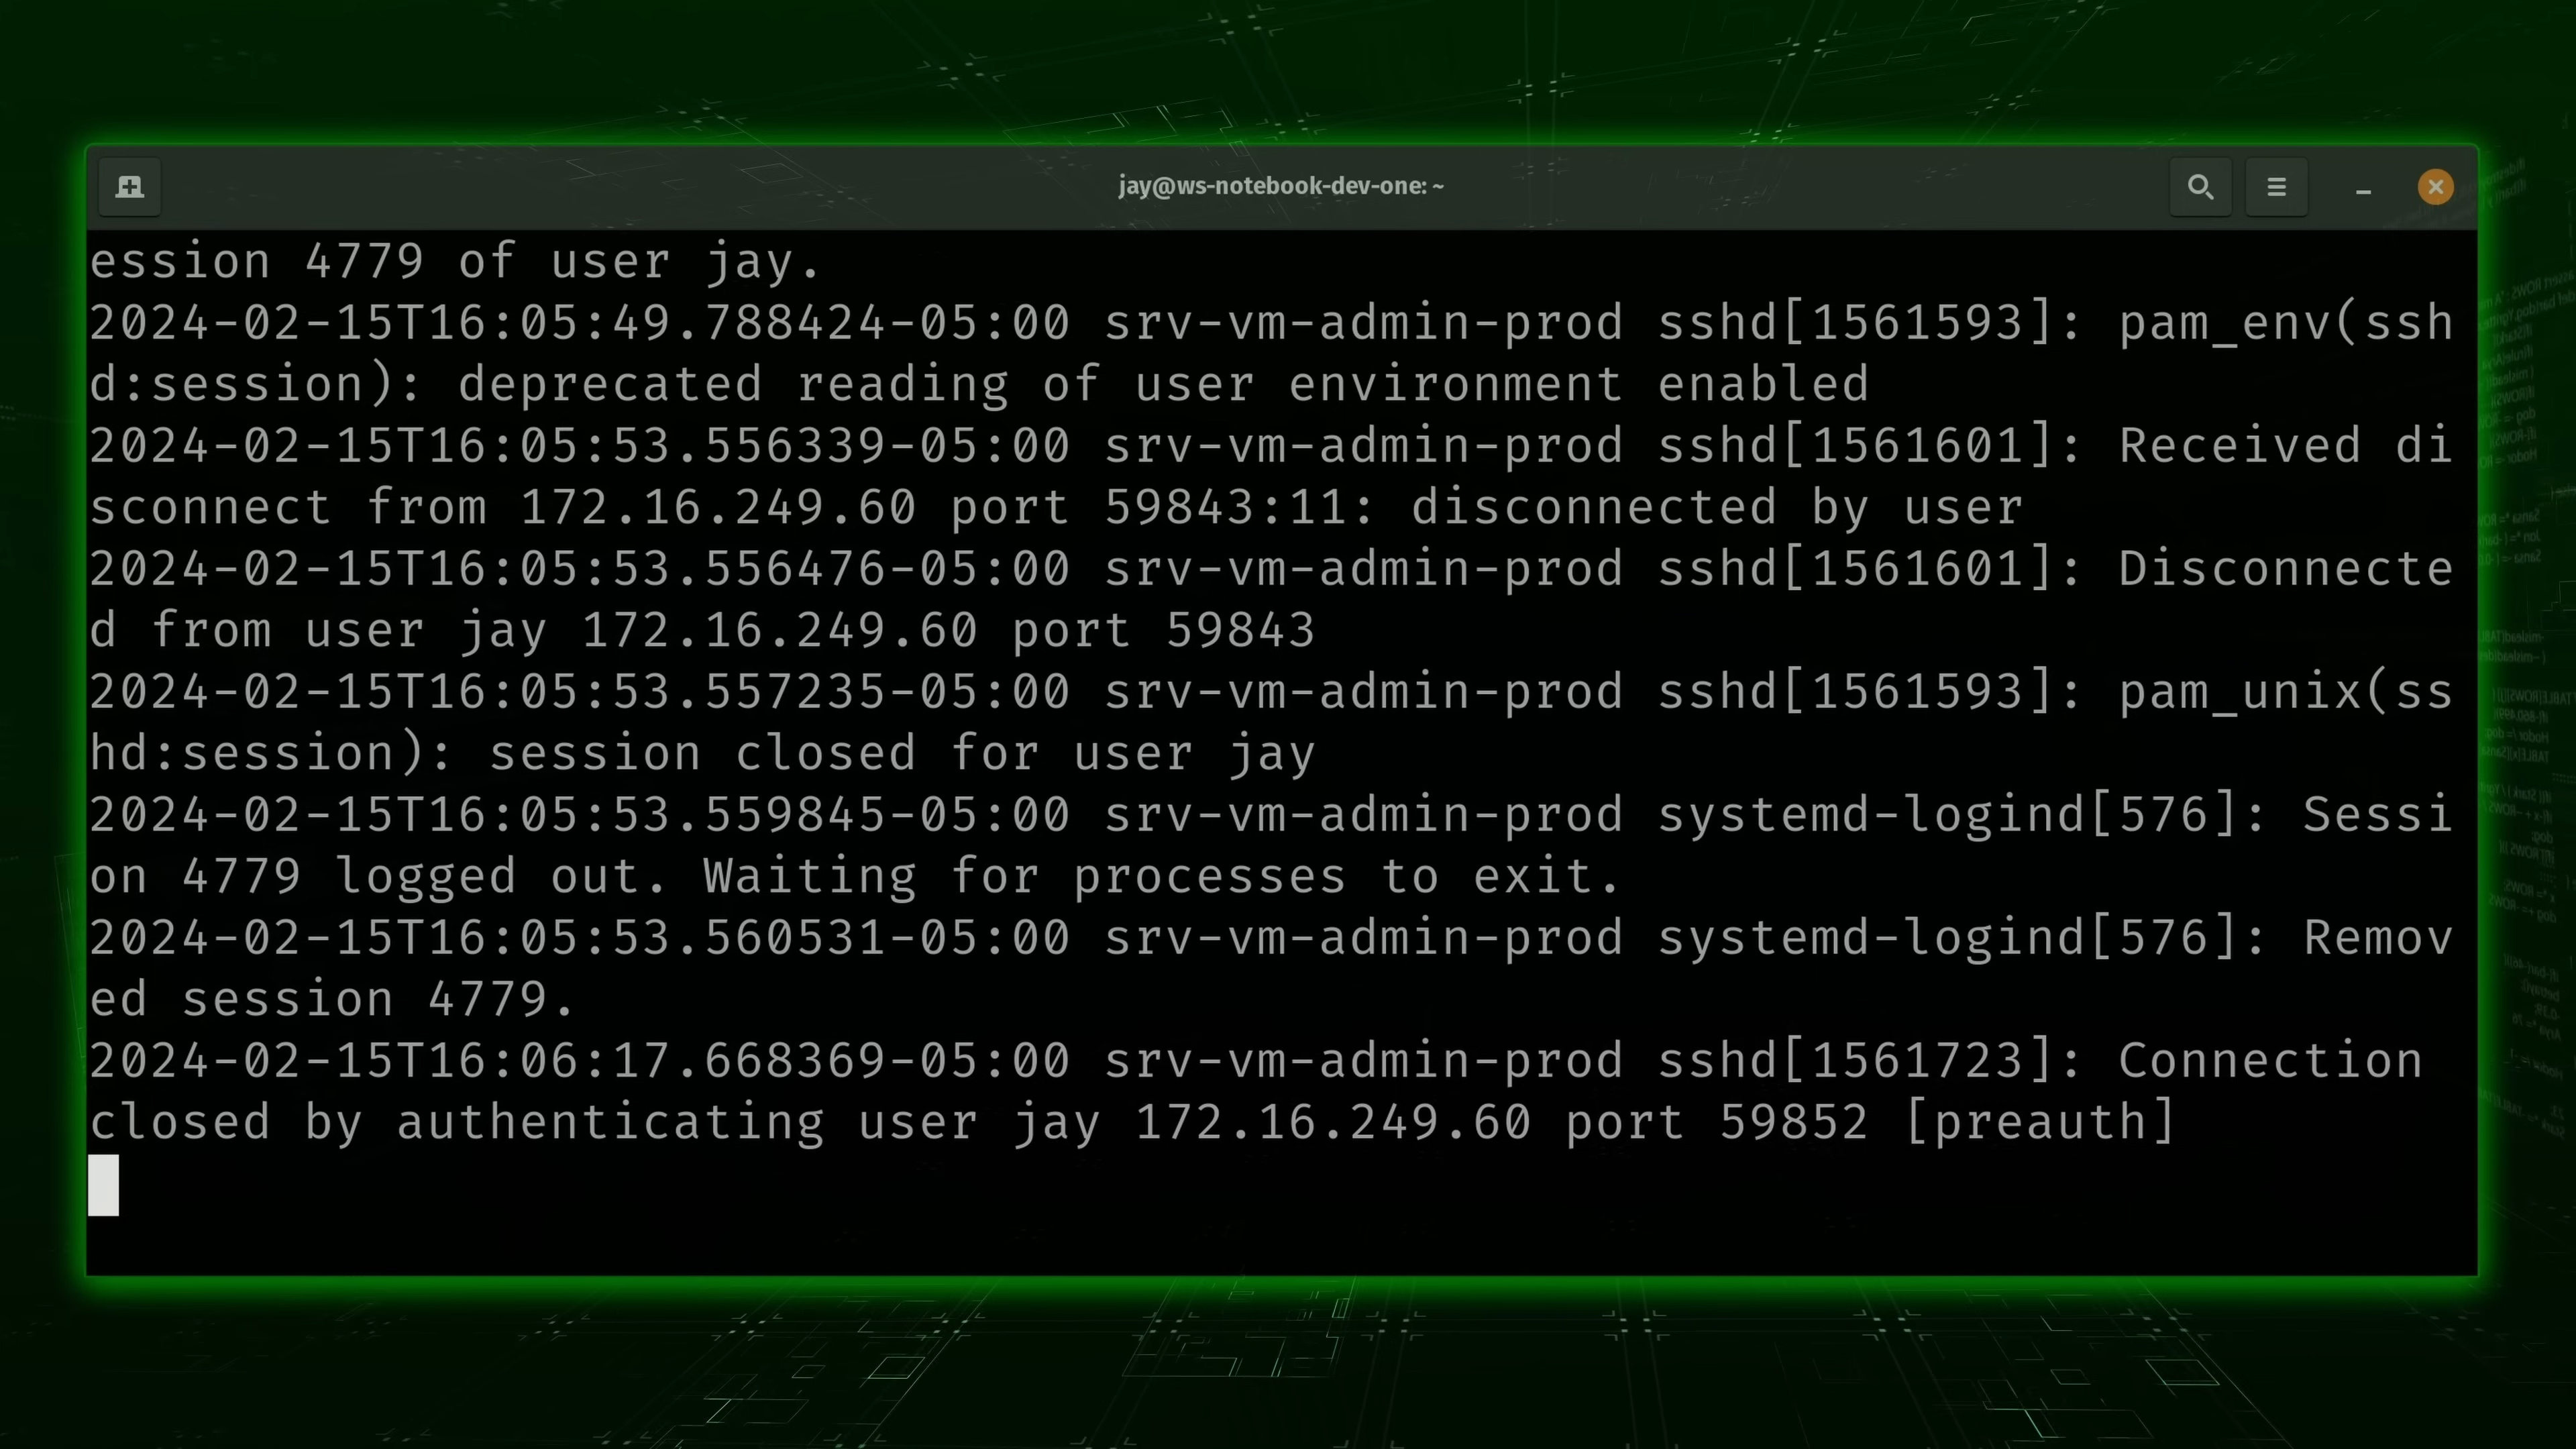 jay@ws-notebook-dev-one: ~
ession 4779 of user jay.
2024-02-15T16:05:49.788424-05:00 srv-vm-admin-prod sshd[1561593]: pam_env(ssh
d:session): deprecated reading of user environment enabled
2024-02-15T16:05:53.556339-05:00 srv-vm-admin-prod sshd[1561601]: Received di
sconnect from 172.16.249.60 port 59843:11: disconnected by user
2024-02-15T16:05:53.556476-05:00 srv-vm-admin-prod sshd[1561601]: Disconnecte
d from user jay 172.16.249.60 port 59843
2024-02-15T16:05:53.557235-05:00 srv-vm-admin-prod sshd[1561593]: pam_unix(ss
hd:session): session closed for user jay
2024-02-15T16:05:53.559845-05:00 srv-vm-admin-prod systemd-logind[576]: Sessi
on 4779 logged out. Waiting for processes to exit.
2024-02-15T16:05:53.560531-05:00 srv-vm-admin-prod systemd-logind[576]: Remov
ed session 4779.
2024-02-15T16:06:17.668369-05:00 srv-vm-admin-prod sshd[1561723]: Connection
closed by authenticating user jay 172.16.249.60 port 59852 [preauth]